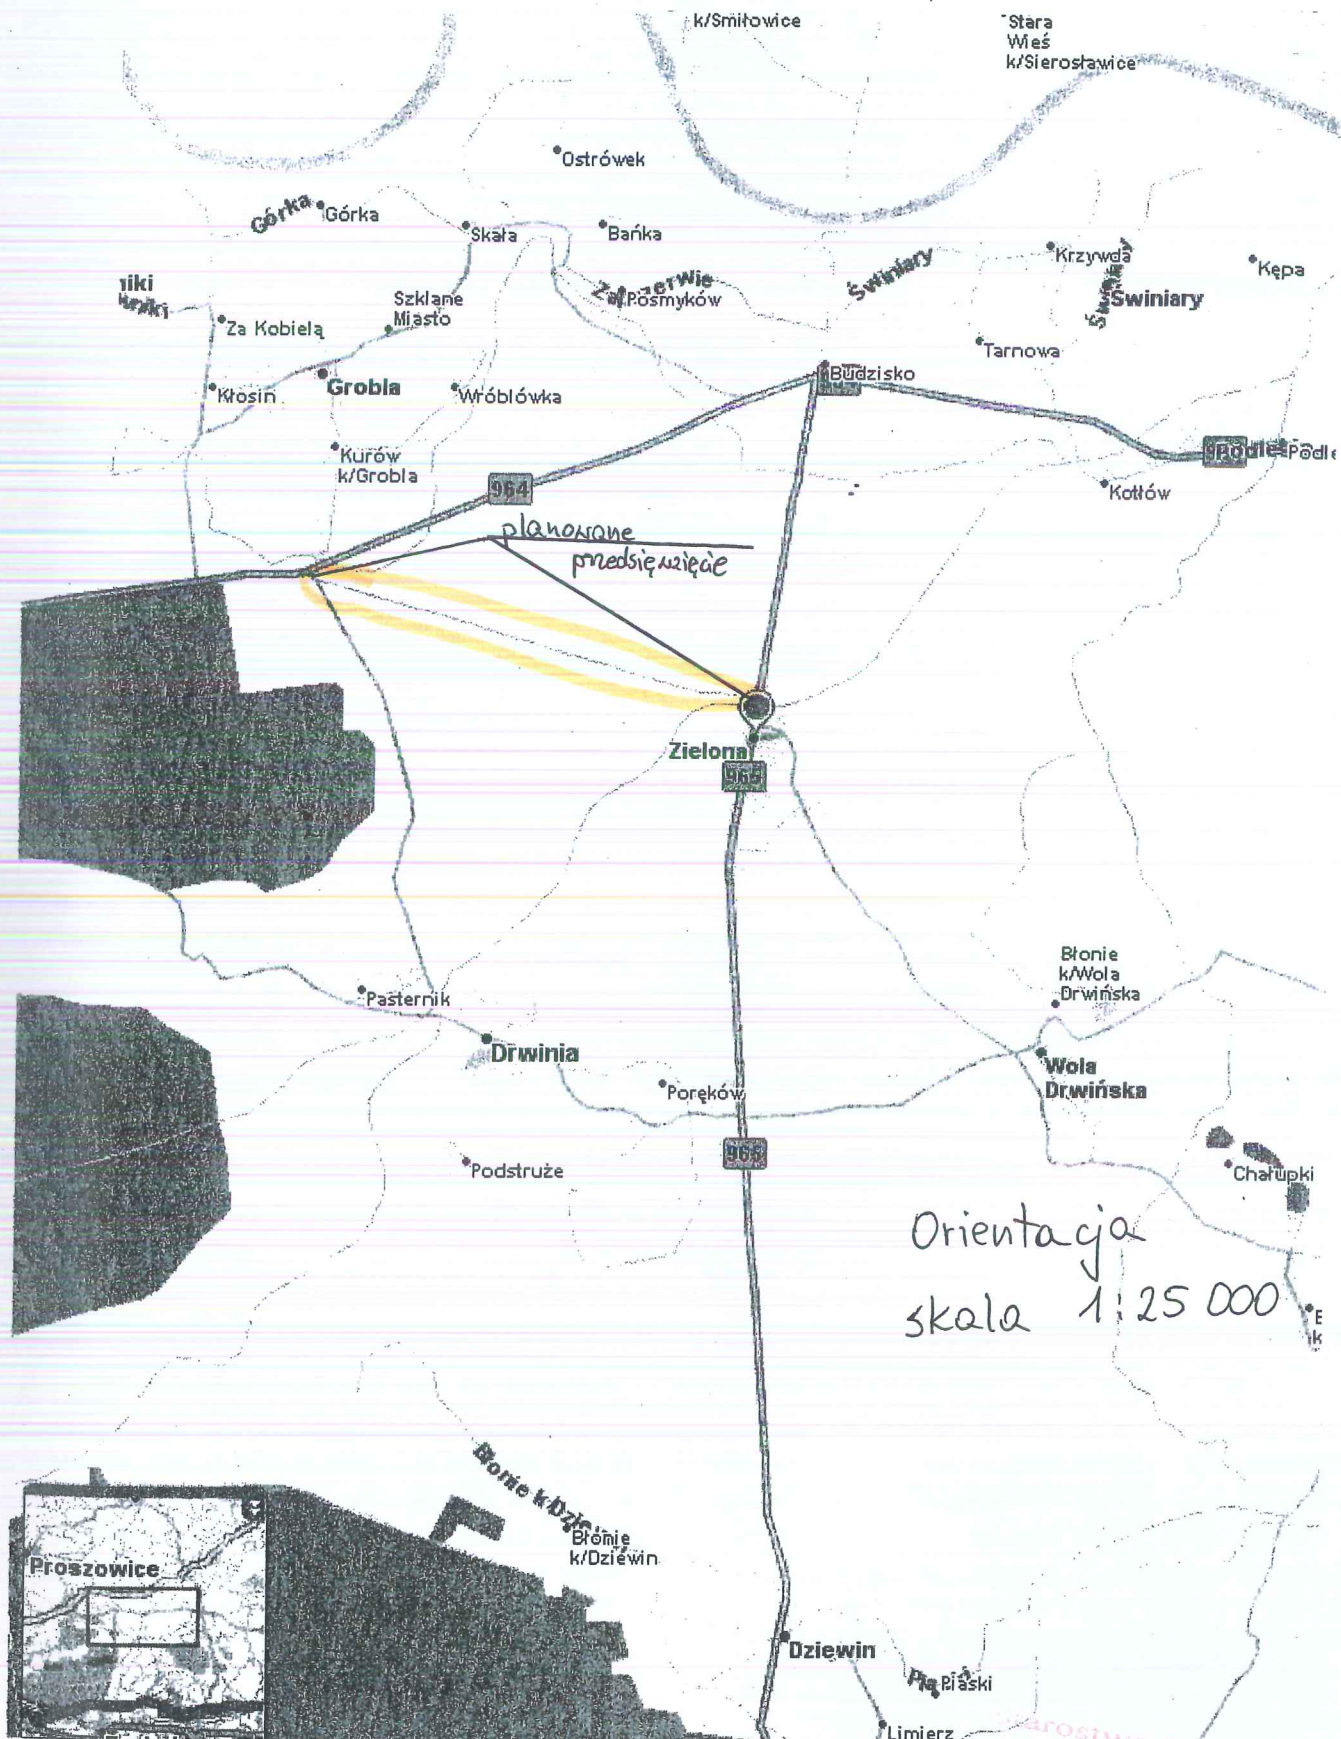 k/Smiłowice
Stara
Wieś
k/Sierosławice
Ostrówek
Górka
Górka
Skała
Bańka
Krzywda
Kępa
Świniary
Świniary
Szklane
Miasto
Posmyków
Za Kobielą
Tarnowa
Budzisko
Grobla
Kłosin
Wróblówka
Kurów
k/Grobla
964
Kotłów
planowane
przedsięwzięcie
Zielona
965
Błonie
k/Wola
Drwińska
Pasternik
Drwinia
Wola
Drwińska
Poręków
965
Podstruże
Chałupki
Orientacja
skala 1:25 000
Błonie
k/Dziewin
Proszowice
Dziewin
Piaski
Limierz